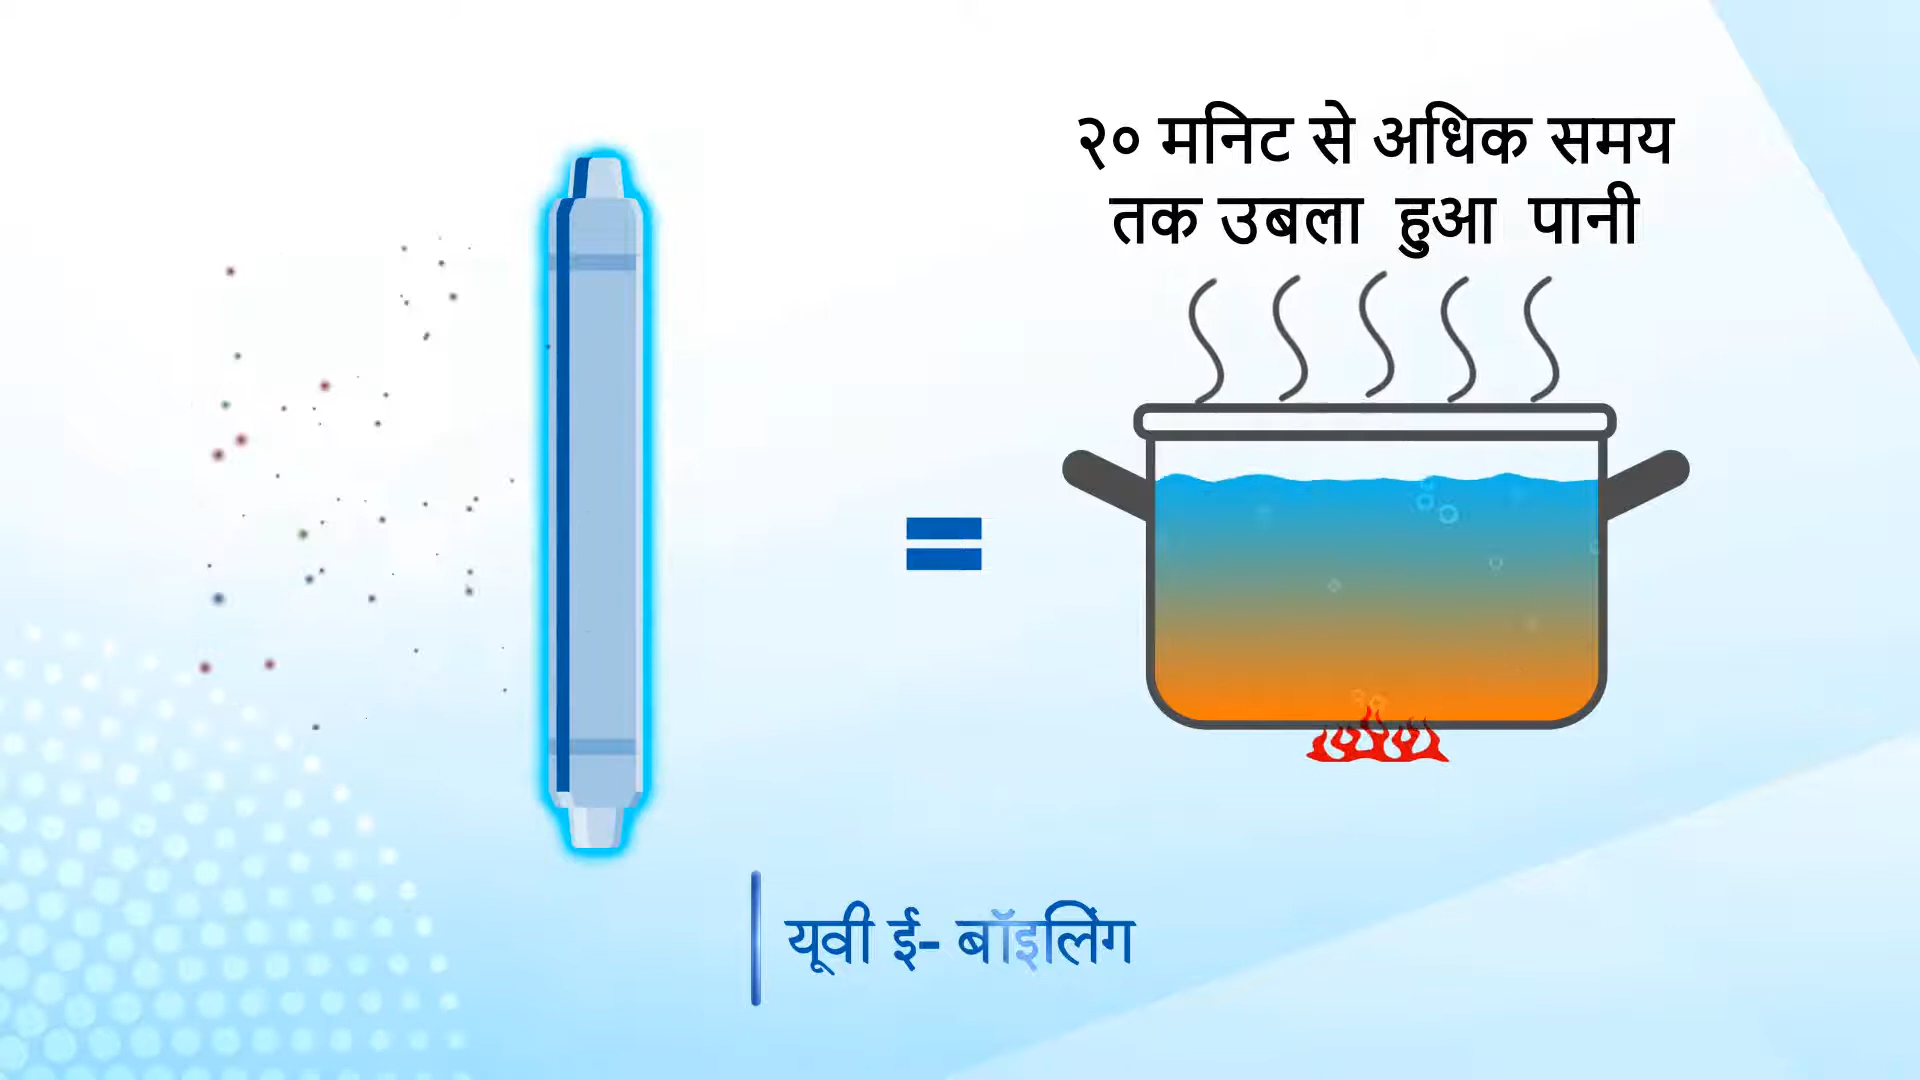 २० मनिट से अधिक समय
तक उबला हुआ पानी
यूवी ई- बॉइलिंग